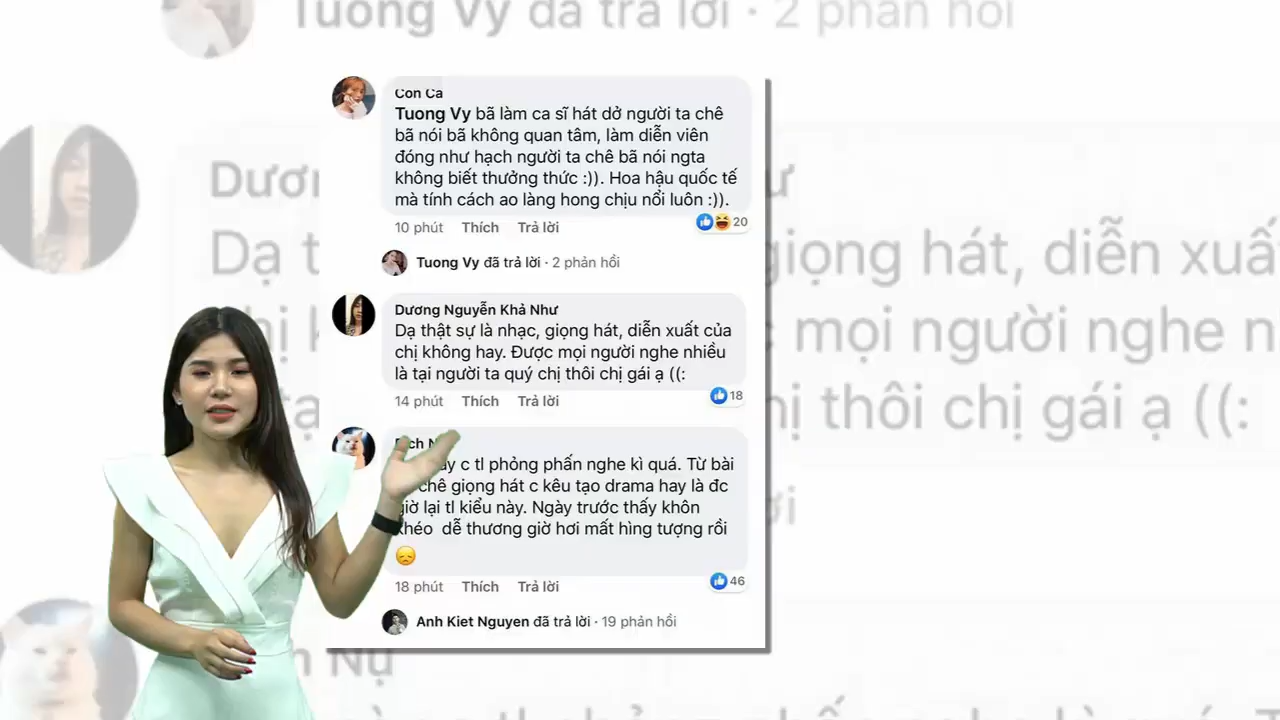 Tuong Vy đã trả lời · 2 phản hồi
Con Ca
Tuong Vy bã làm ca sĩ hát dở người ta chê
bã nói bã không quan tâm, làm diễn viên
đóng như hạch người ta chê bã nói ngta
không biết thưởng thức :)). Hoa hậu quốc tế
mà tính cách ao làng hong chịu nổi luôn :)).
10 phút Thích Trả lời
20
Tuong Vy đã trả lời · 2 phản hồi
Dương Nguyễn Khả Như
Dạ thật sự là nhạc, giọng hát, diễn xuất của
chị không hay. Được mọi người nghe nhiều
là tại người ta quý chị thôi chị gái ạ ((:
14 phút Thích Trả lời
18
c tl phỏng phấn nghe kì quá. Từ bài
chê giọng hát c kêu tạo drama hay là đc
giờ lại tl kiểu này. Ngày trước thấy khôn
khéo dễ thương giờ hơi mất hìng tượng rồi
😞
18 phút Thích Trả lời
46
Anh Kiet Nguyen đã trả lời · 19 phản hồi
giọng hát, diễn xuất
mọi người nghe
thôi chị gái ạ ((: